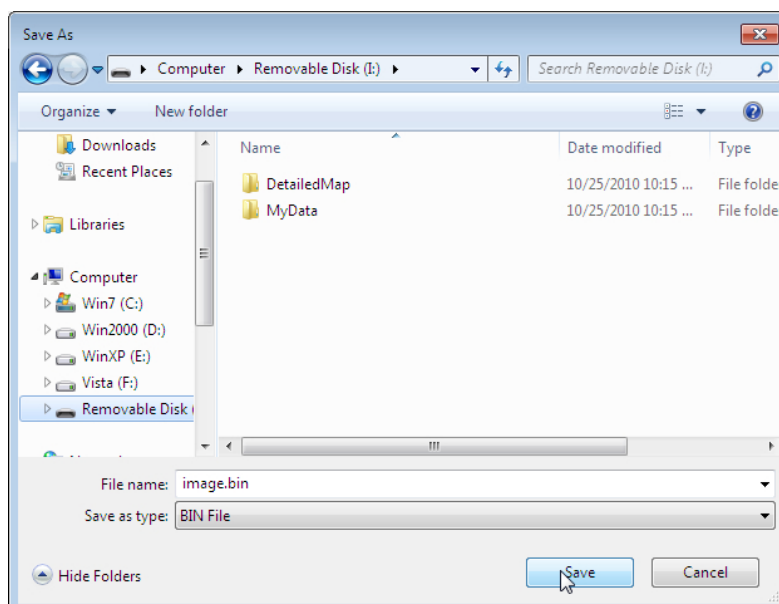 Save As
Computer Removable Disk (I:) Search Removable Disk (I:)
Organize New folder
Downloads
Recent Places
Libraries
Computer
Win7 (C:)
Win2000 (D:)
WinXP (E:)
Vista (F:)
Removable Disk (
Name Date modified Type
DetailedMap 10/25/2010 10:15 ... File folde
MyData 10/25/2010 10:15 ... File folde
File name: image.bin
Save as type: BIN File
Hide Folders Save Cancel